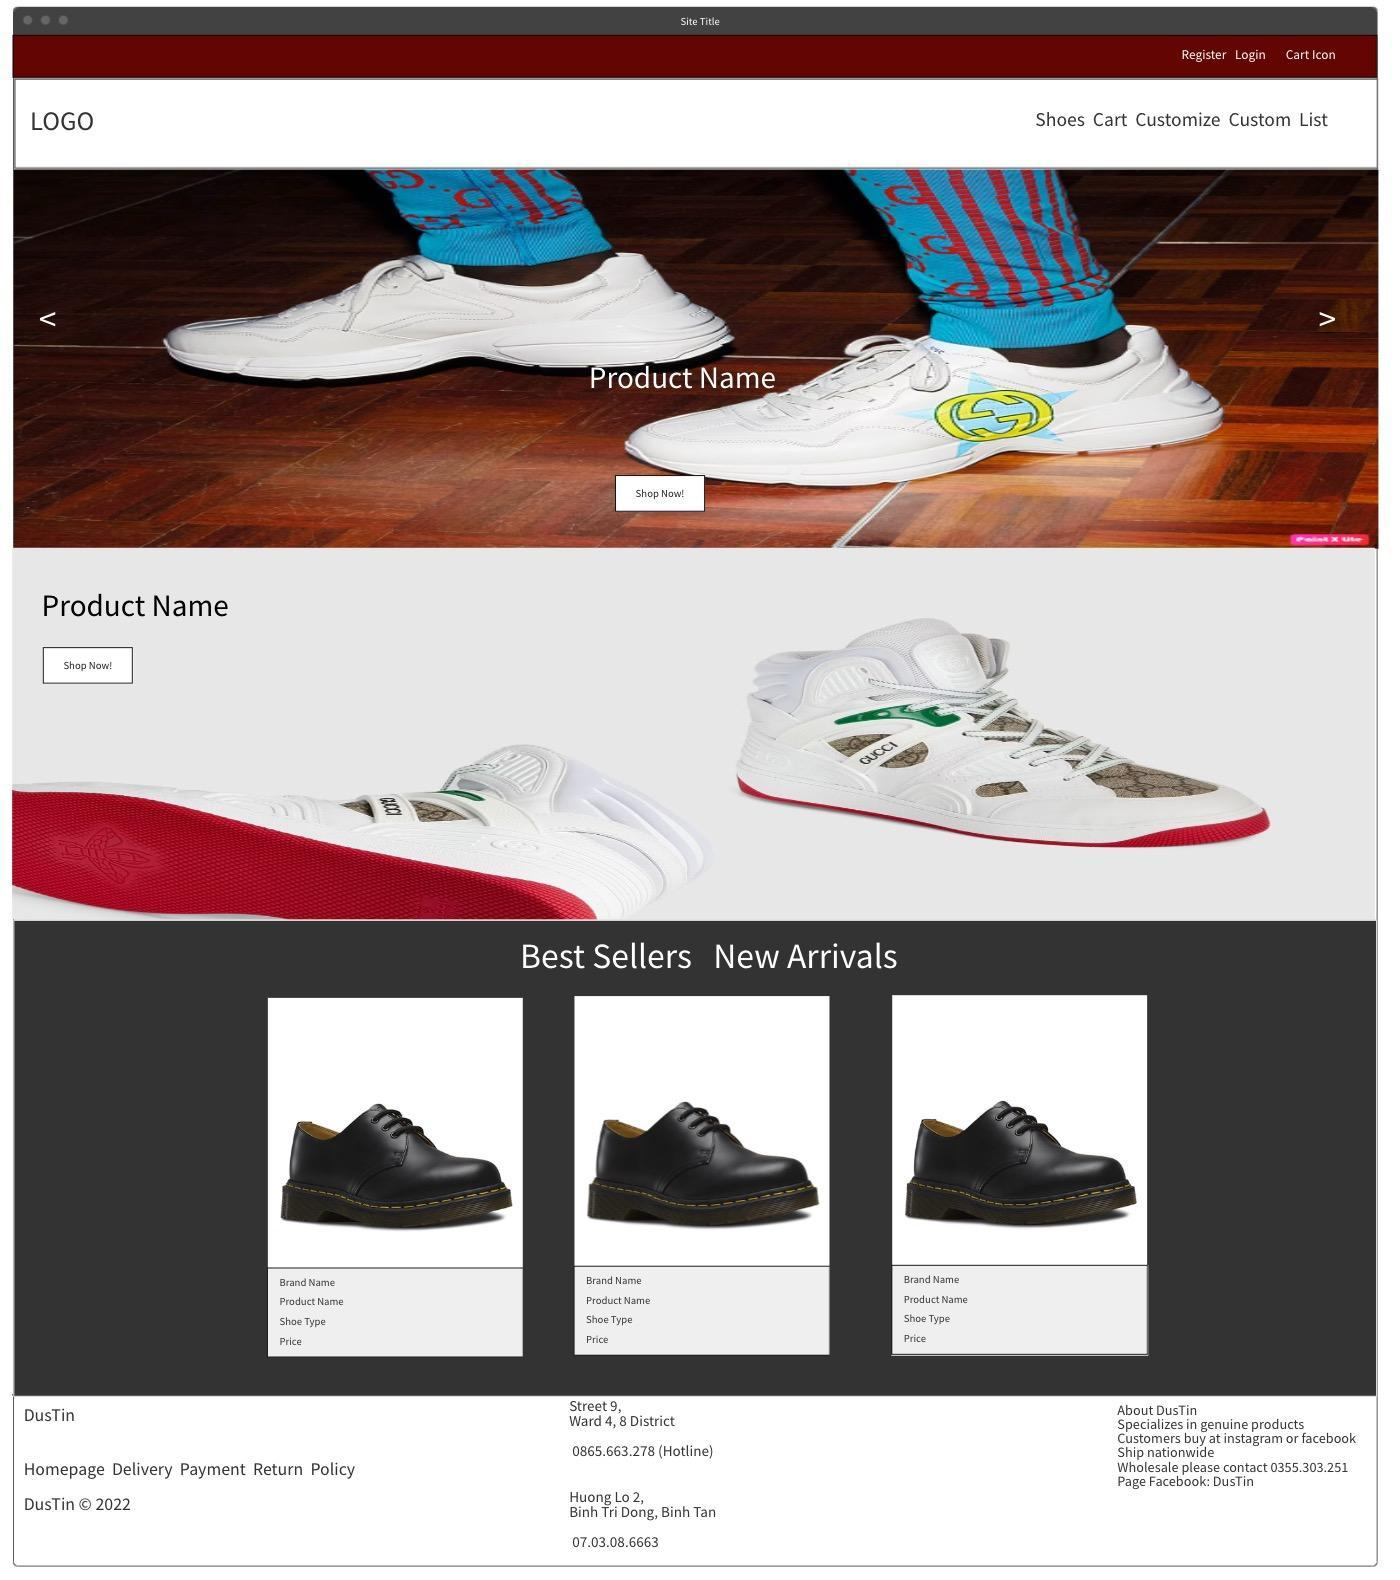 Site Title
Register Login Cart Icon
LOGO
Shoes Cart Customize Custom List
<
>
Product Name
Shop Now!
Product Name
Shop Now!
GUCCI
GUCCI
Best Sellers New Arrivals
Brand Name
Product Name
Shoe Type
Price
Brand Name
Product Name
Shoe Type
Price
Brand Name
Product Name
Shoe Type
Price
DusTin
Homepage Delivery Payment Return Policy
DusTin © 2022
Street 9,
Ward 4, 8 District
0865.663.278 (Hotline)
Huong Lo 2,
Binh Tri Dong, Binh Tan
07.03.08.6663
About DusTin
Specializes in genuine products
Customers buy at instagram or facebook
Ship nationwide
Wholesale please contact 0355.303.251
Page Facebook: DusTin